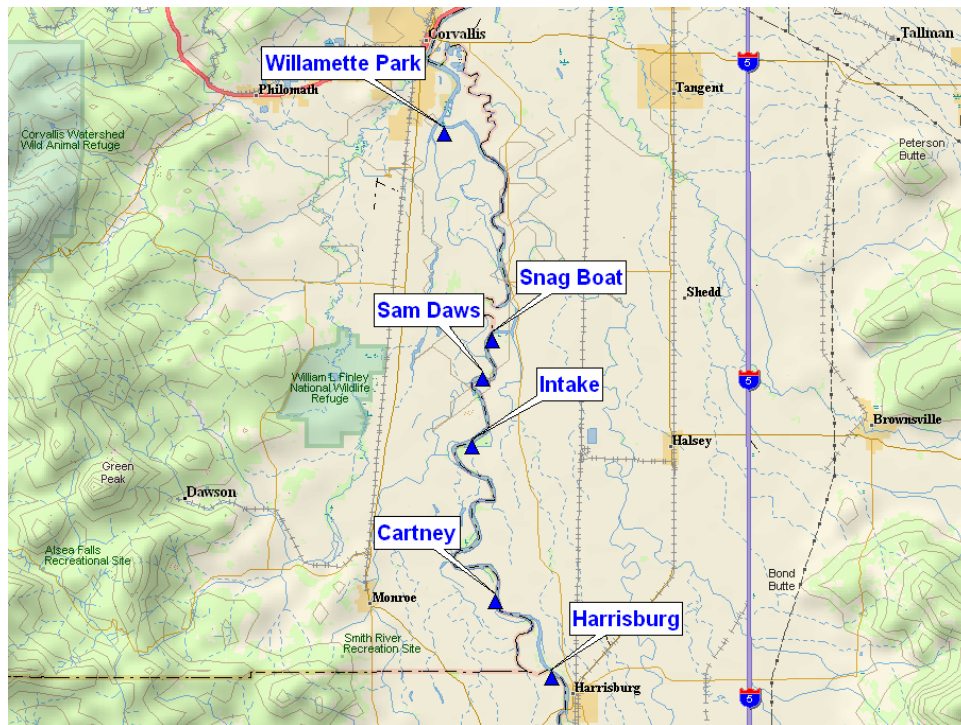 Corvallis
Tallman
5
Willamette Park
Philomath
Tangent
Corvallis Watershed
Wild Animal Refuge
Peterson
Butte
Snag Boat
Shedd
Sam Daws
William L Finley
National Wildlife
Refuge
Intake
5
Brownsville
Halsey
Green
Peak
Dawson
Cartney
Alsea Falls
Recreational Site
Bond
Butte
Monroe
Harrisburg
Smith River
Recreation Site
Harrisburg
5